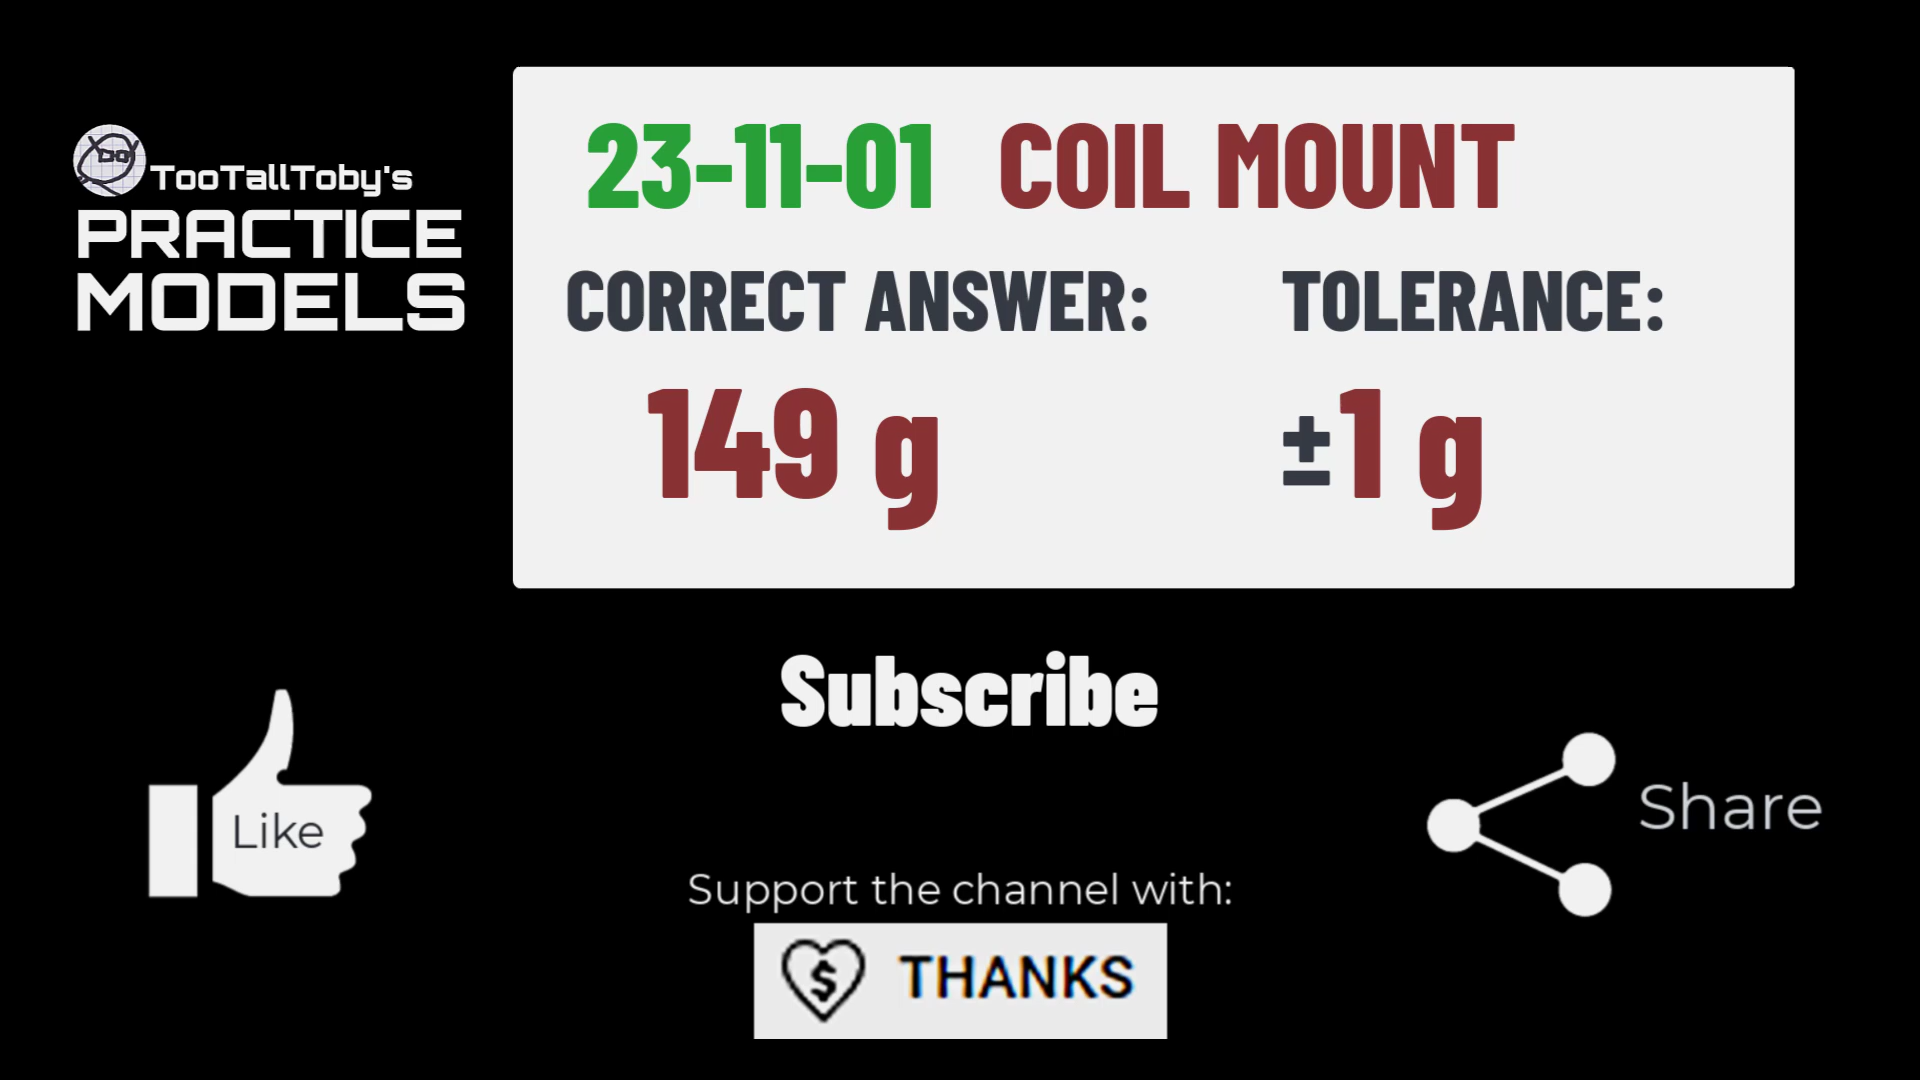 TooTallToby's
PRACTICE
MODELS
23-11-01 COIL MOUNT
CORRECT ANSWER: TOLERANCE:
149 g ±1 g
Subscribe
Like
Share
Support the channel with:
$ THANKS